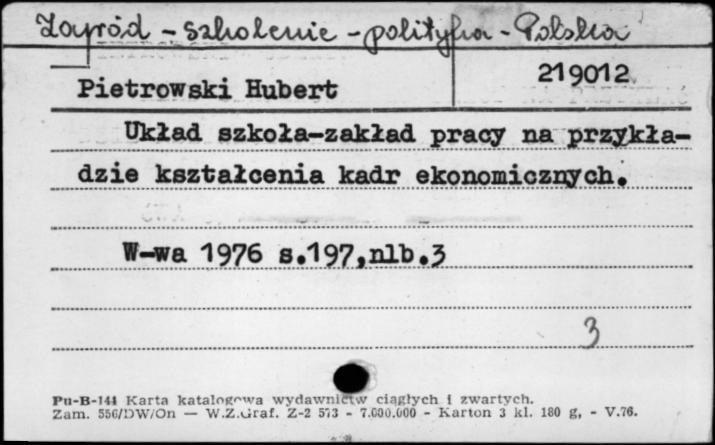 Zawód - szkolenie - polityka - Polska
Pietrowski Hubert
219012
Układ szkoła-zakład pracy na przykła-
dzie kształcenia kadr ekonomicznych.
W-wa 1976 s.197,nlb.3
3
Pu-B-144 Karta katalogowa wydawnictw ciągłych i zwartych.
Zam. 556/DW/On — W.Z.Graf. Z-2 573 - 7.000.000 - Karton 3 kl. 180 g, - V.76.